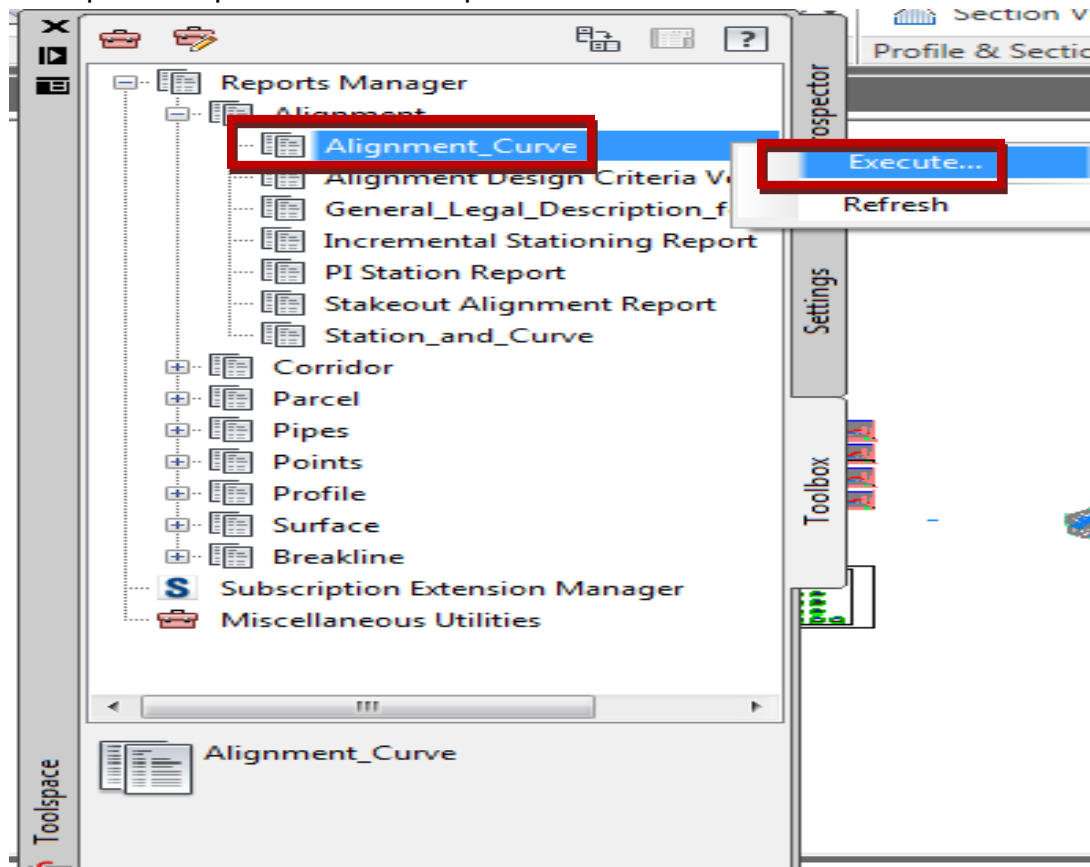 Section V
Profile & Sectio
Reports Manager
Alignment
Alignment_Curve
Execute...
Alignment Design Criteria Ve
Refresh
General_Legal_Description_f
Incremental Stationing Report
PI Station Report
Stakeout Alignment Report
Station_and_Curve
Corridor
Parcel
Pipes
Points
Profile
Surface
Breakline
S Subscription Extension Manager
Miscellaneous Utilities
Alignment_Curve
rospector
Settings
Toolbox
Toolspace